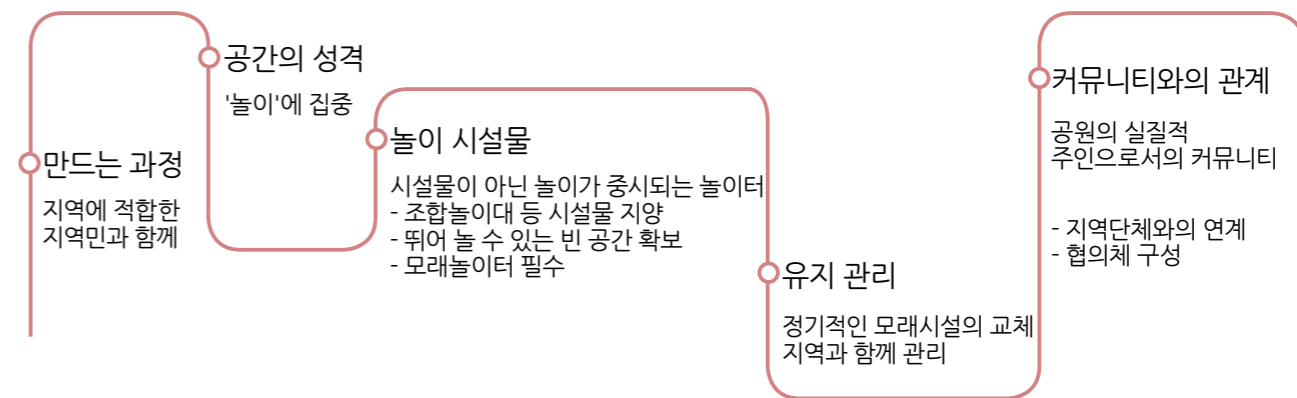 만드는 과정
지역에 적합한
지역민과 함께
공간의 성격
'놀이'에 집중
놀이 시설물
시설물이 아닌 놀이가 중시되는 놀이터
- 조합놀이대 등 시설물 지양
- 뛰어 놀 수 있는 빈 공간 확보
- 모래놀이터 필수
유지 관리
정기적인 모래시설의 교체
지역과 함께 관리
커뮤니티와의 관계
공원의 실질적
주인으로서의 커뮤니티
- 지역단체와의 연계
- 협의체 구성